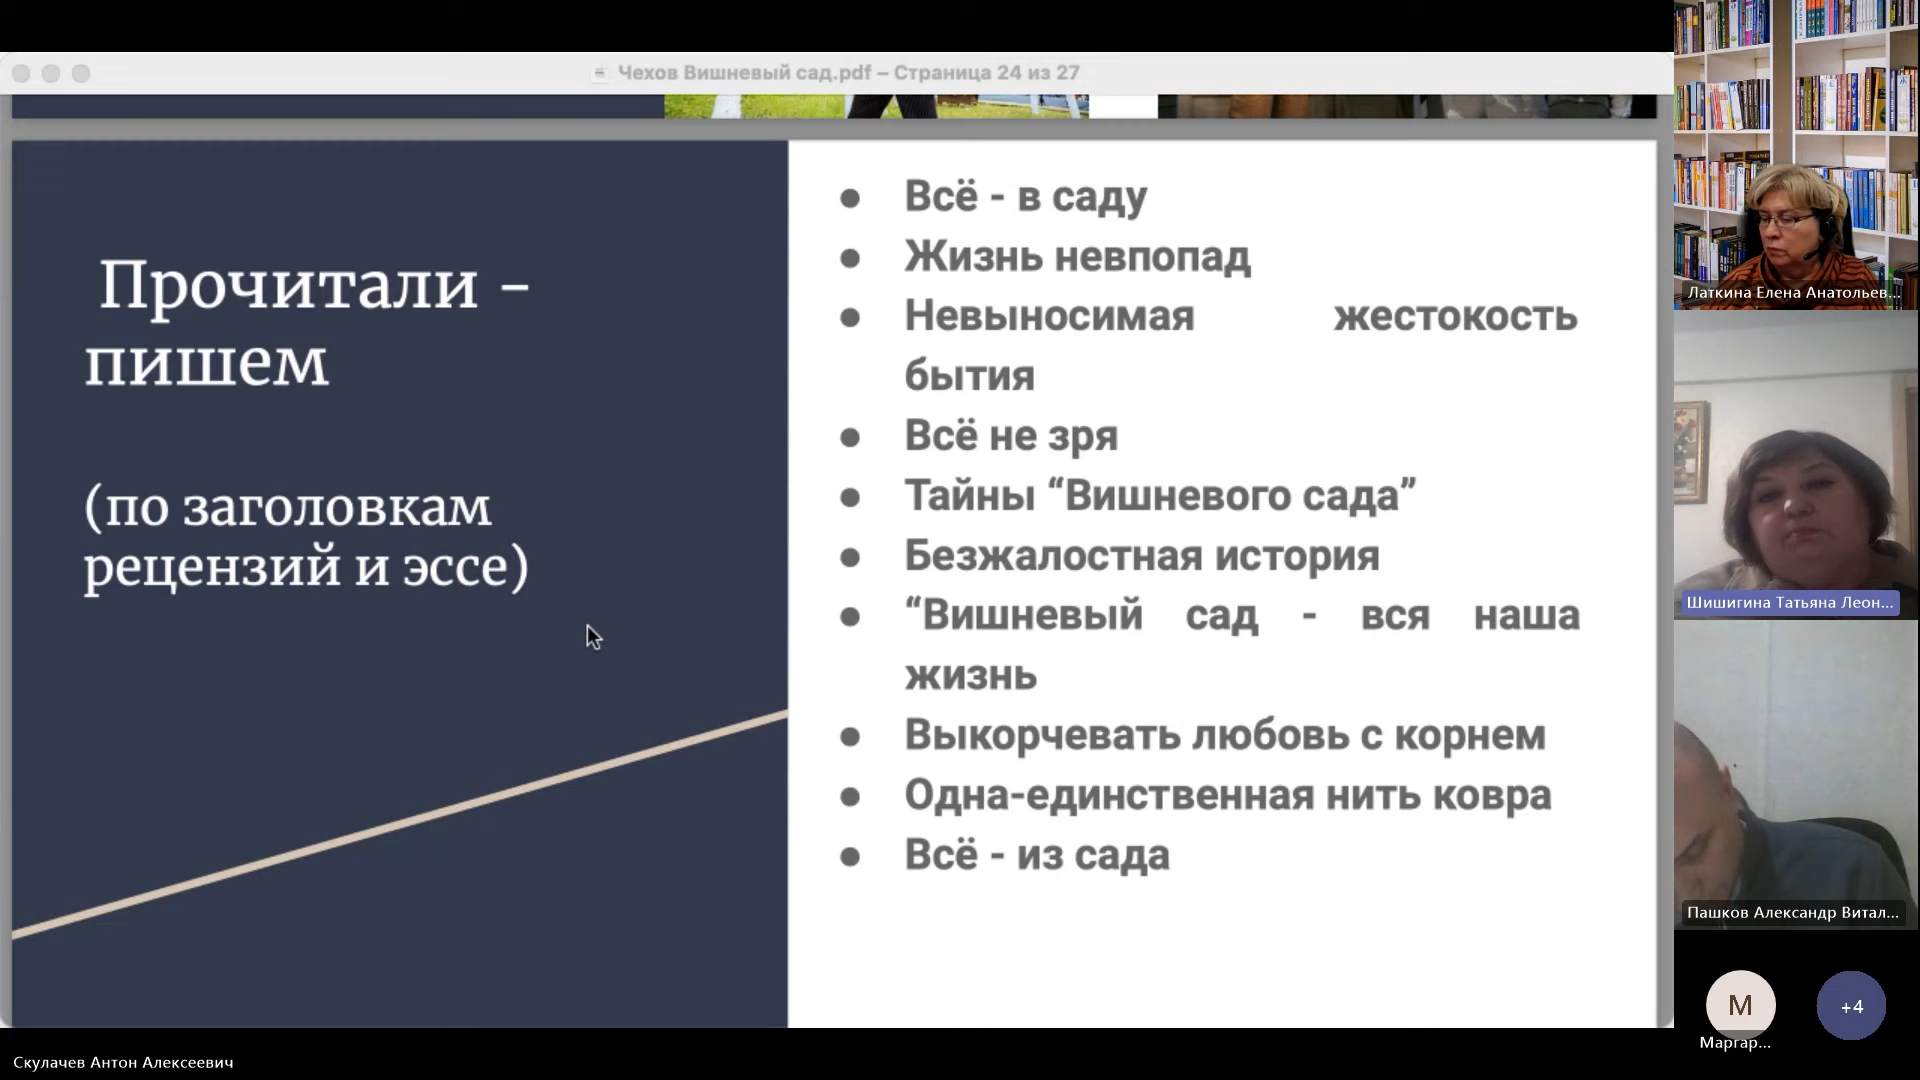 Чехов Вишневый сад.pdf – Страница 24 из 27
Прочитали -
пишем
(по заголовкам
рецензий и эссе)
● Всё - в саду
● Жизнь невпопад
● Невыносимая жестокость
бытия
● Всё не зря
● Тайны “Вишневого сада”
● Безжалостная история
● “Вишневый сад - вся наша
жизнь
● Выкорчевать любовь с корнем
● Одна-единственная нить ковра
● Всё - из сада
Латкина Елена Анатольев...
Шишигина Татьяна Леон...
Пашков Александр Витал...
М
+4
Маргар...
Скулачев Антон Алексеевич